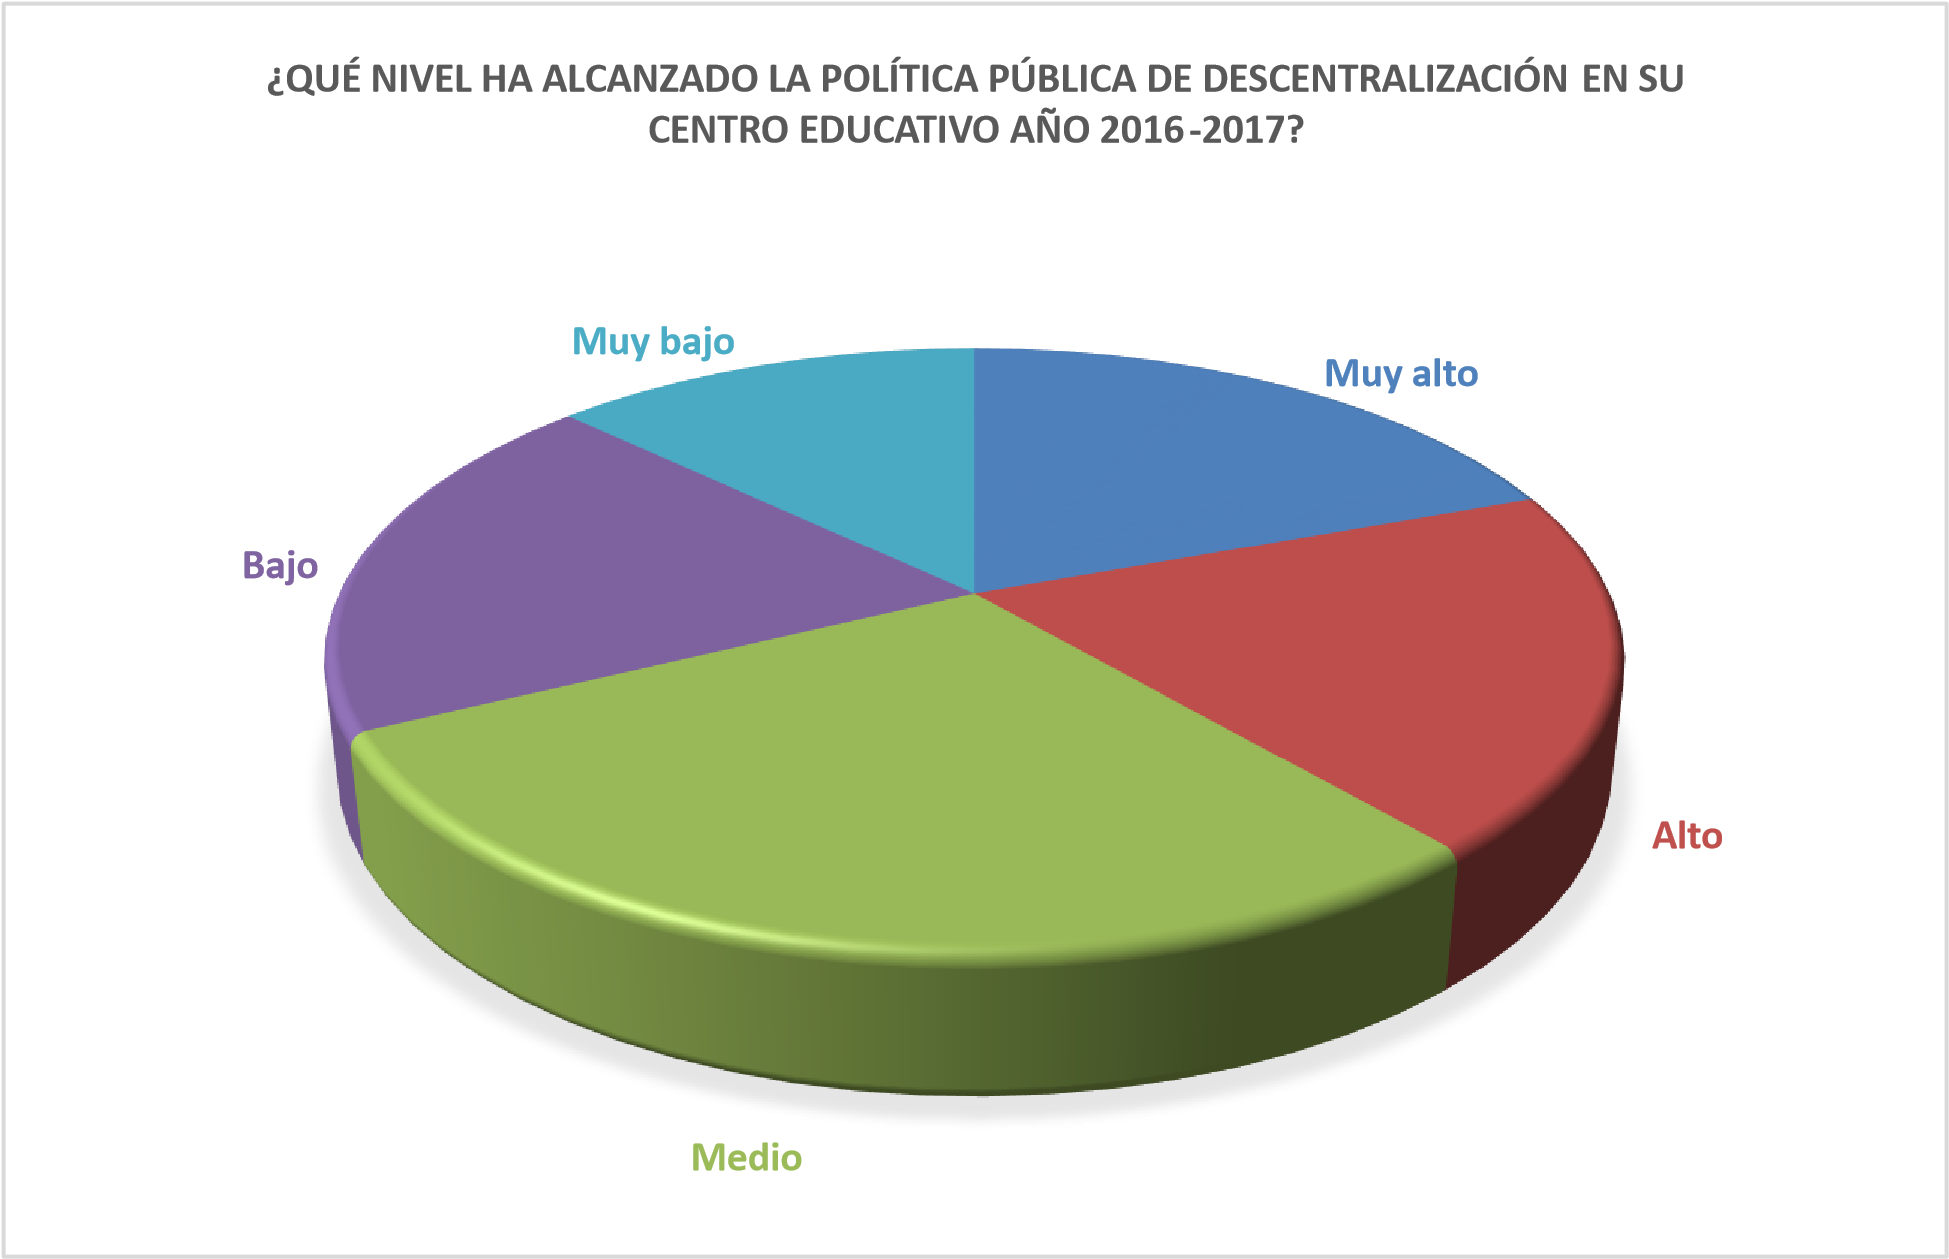 ¿QUÉ NIVEL HA ALCANZADO LA POLÍTICA PÚBLICA DE DESCENTRALIZACIÓN EN SU
CENTRO EDUCATIVO AÑO 2016-2017?
Muy bajo
Muy alto
Bajo
Alto
Medio